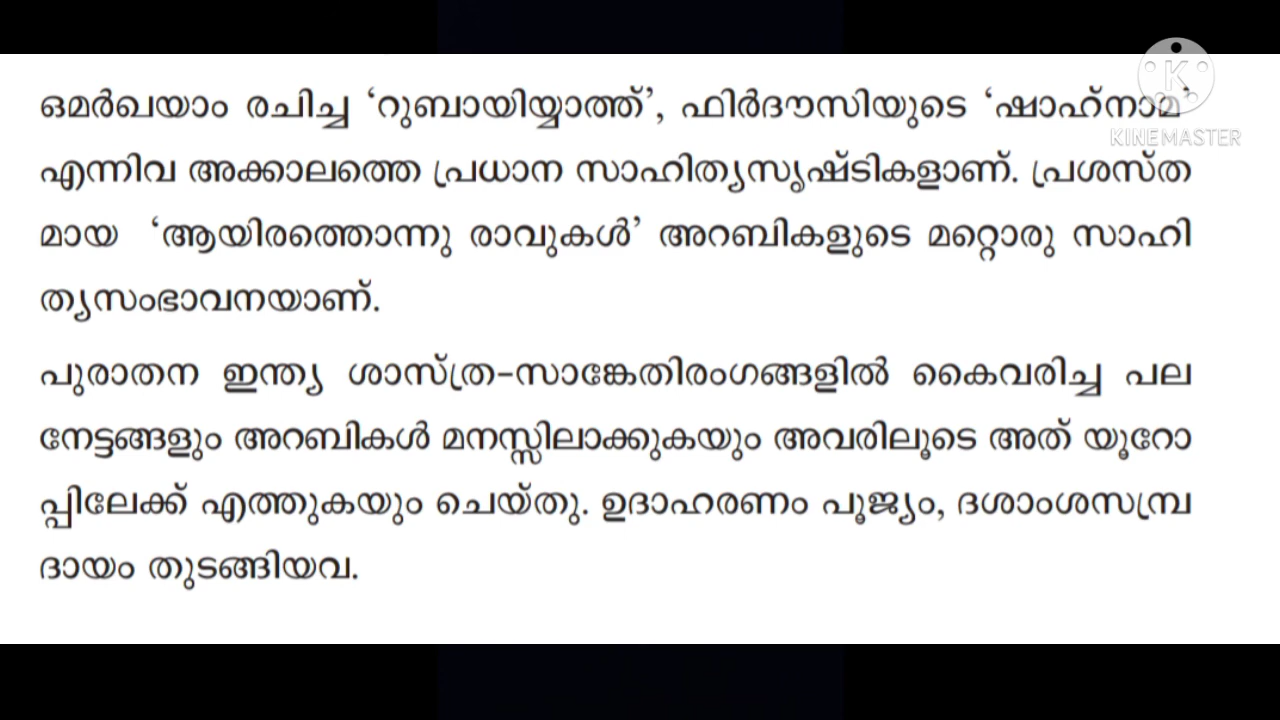 ഒമർഖയാം രചിച്ച ‘റുബായിയ്യാത്ത്’, ഫിർദൗസിയുടെ ‘ഷാഹ്നാമ’
എന്നിവ അക്കാലത്തെ പ്രധാന സാഹിത്യസൃഷ്ടികളാണ്. പ്രശസ്ത
മായ ‘ആയിരത്തൊന്നു രാവുകൾ’ അറബികളുടെ മറ്റൊരു സാഹി
ത്യസംഭാവനയാണ്.
പുരാതന ഇന്ത്യ ശാസ്ത്ര-സാങ്കേതിരംഗങ്ങളിൽ കൈവരിച്ച പല
നേട്ടങ്ങളും അറബികൾ മനസ്സിലാക്കുകയും അവരിലൂടെ അത് യൂറോ
പ്പിലേക്ക് എത്തുകയും ചെയ്തു. ഉദാഹരണം പൂജ്യം, ദശാംശസമ്പ്ര
ദായം തുടങ്ങിയവ.
K
KINEMASTER